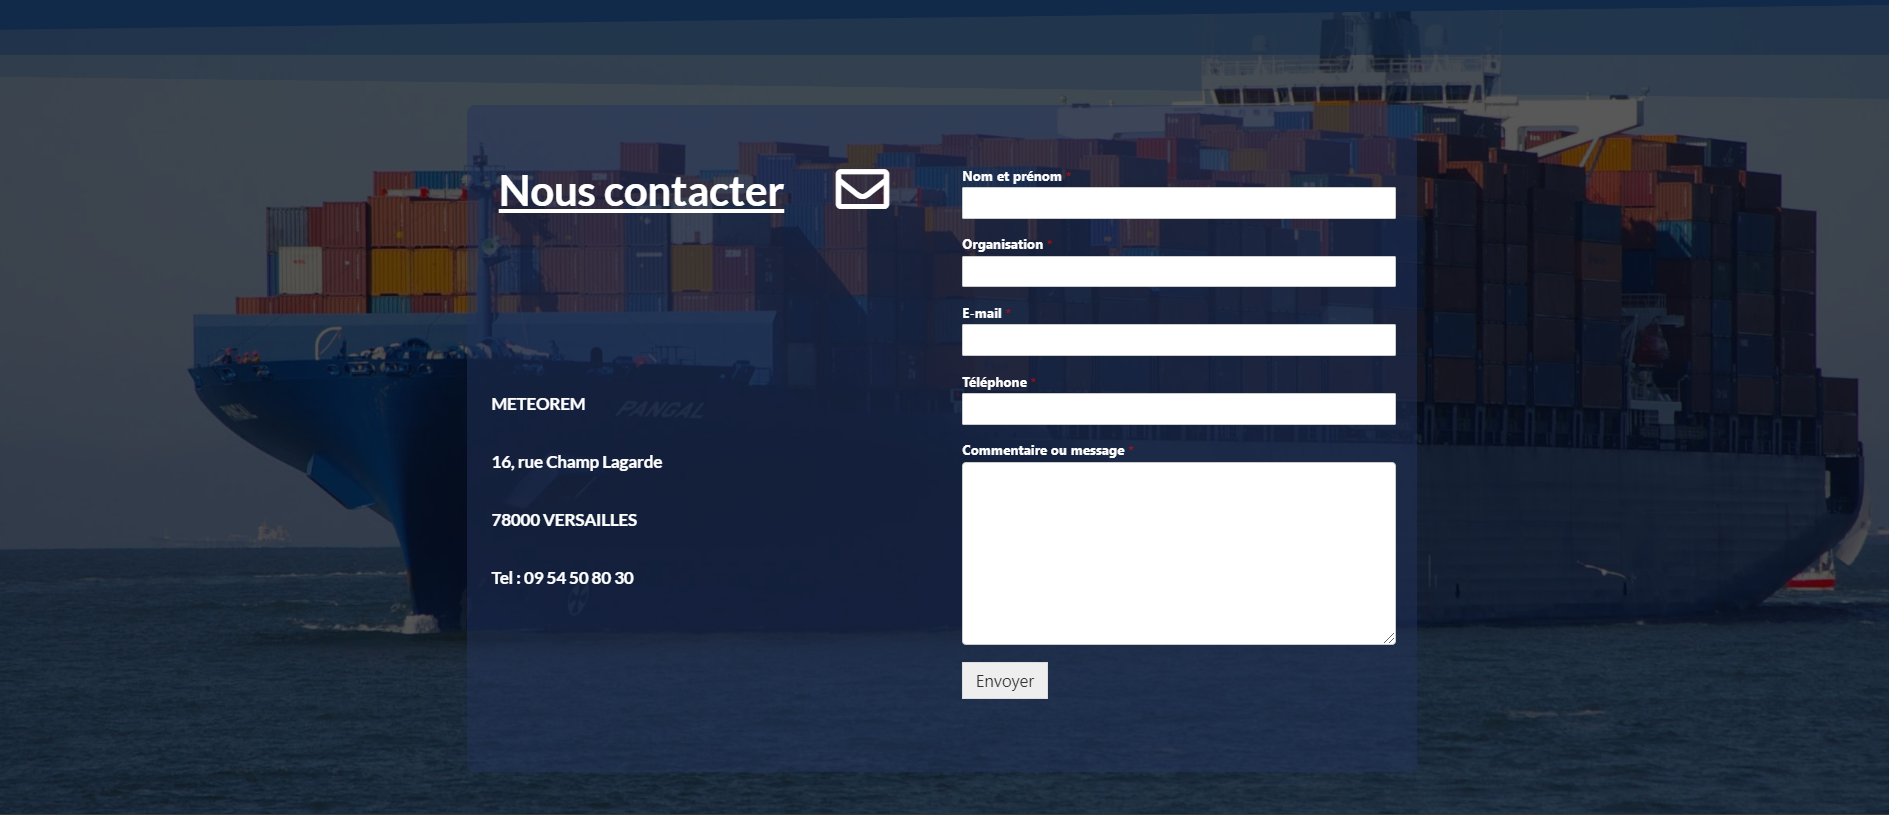 Nous contacter
METEOREM
PANGAL
16, rue Champ Lagarde
78000 VERSAILLES
Tel : 09 54 50 80 30
Nom et prénom *
Organisation *
E-mail *
Téléphone *
Commentaire ou message *
Envoyer